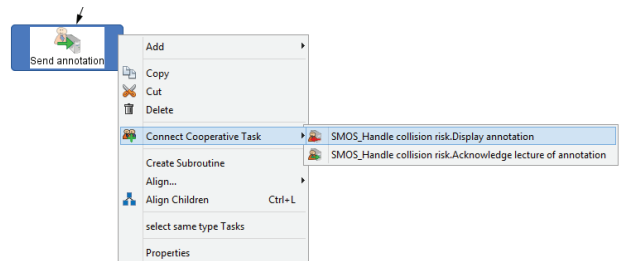 Send annotation
Add
Copy
Cut
Delete
Connect Cooperative Task
SMOS_Handle collision risk.Display annotation
SMOS_Handle collision risk.Acknowledge lecture of annotation
Create Subroutine
Align...
Align Children Ctrl+L
select same type Tasks
Properties